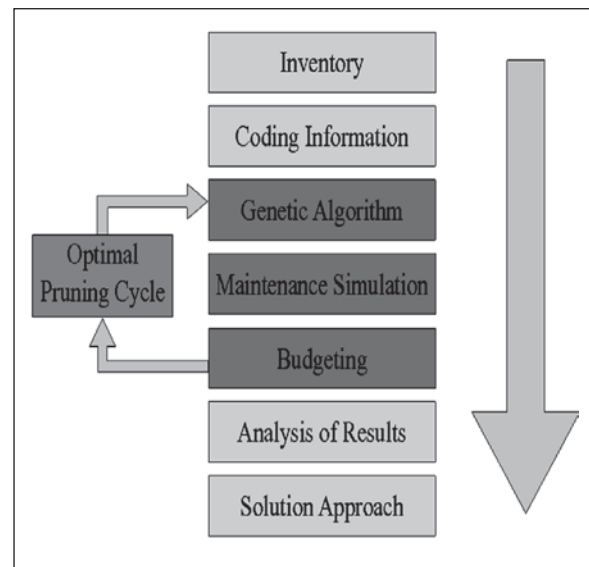 Inventory
Coding Information
Genetic Algorithm
Optimal
Pruning Cycle
Maintenance Simulation
Budgeting
Analysis of Results
Solution Approach